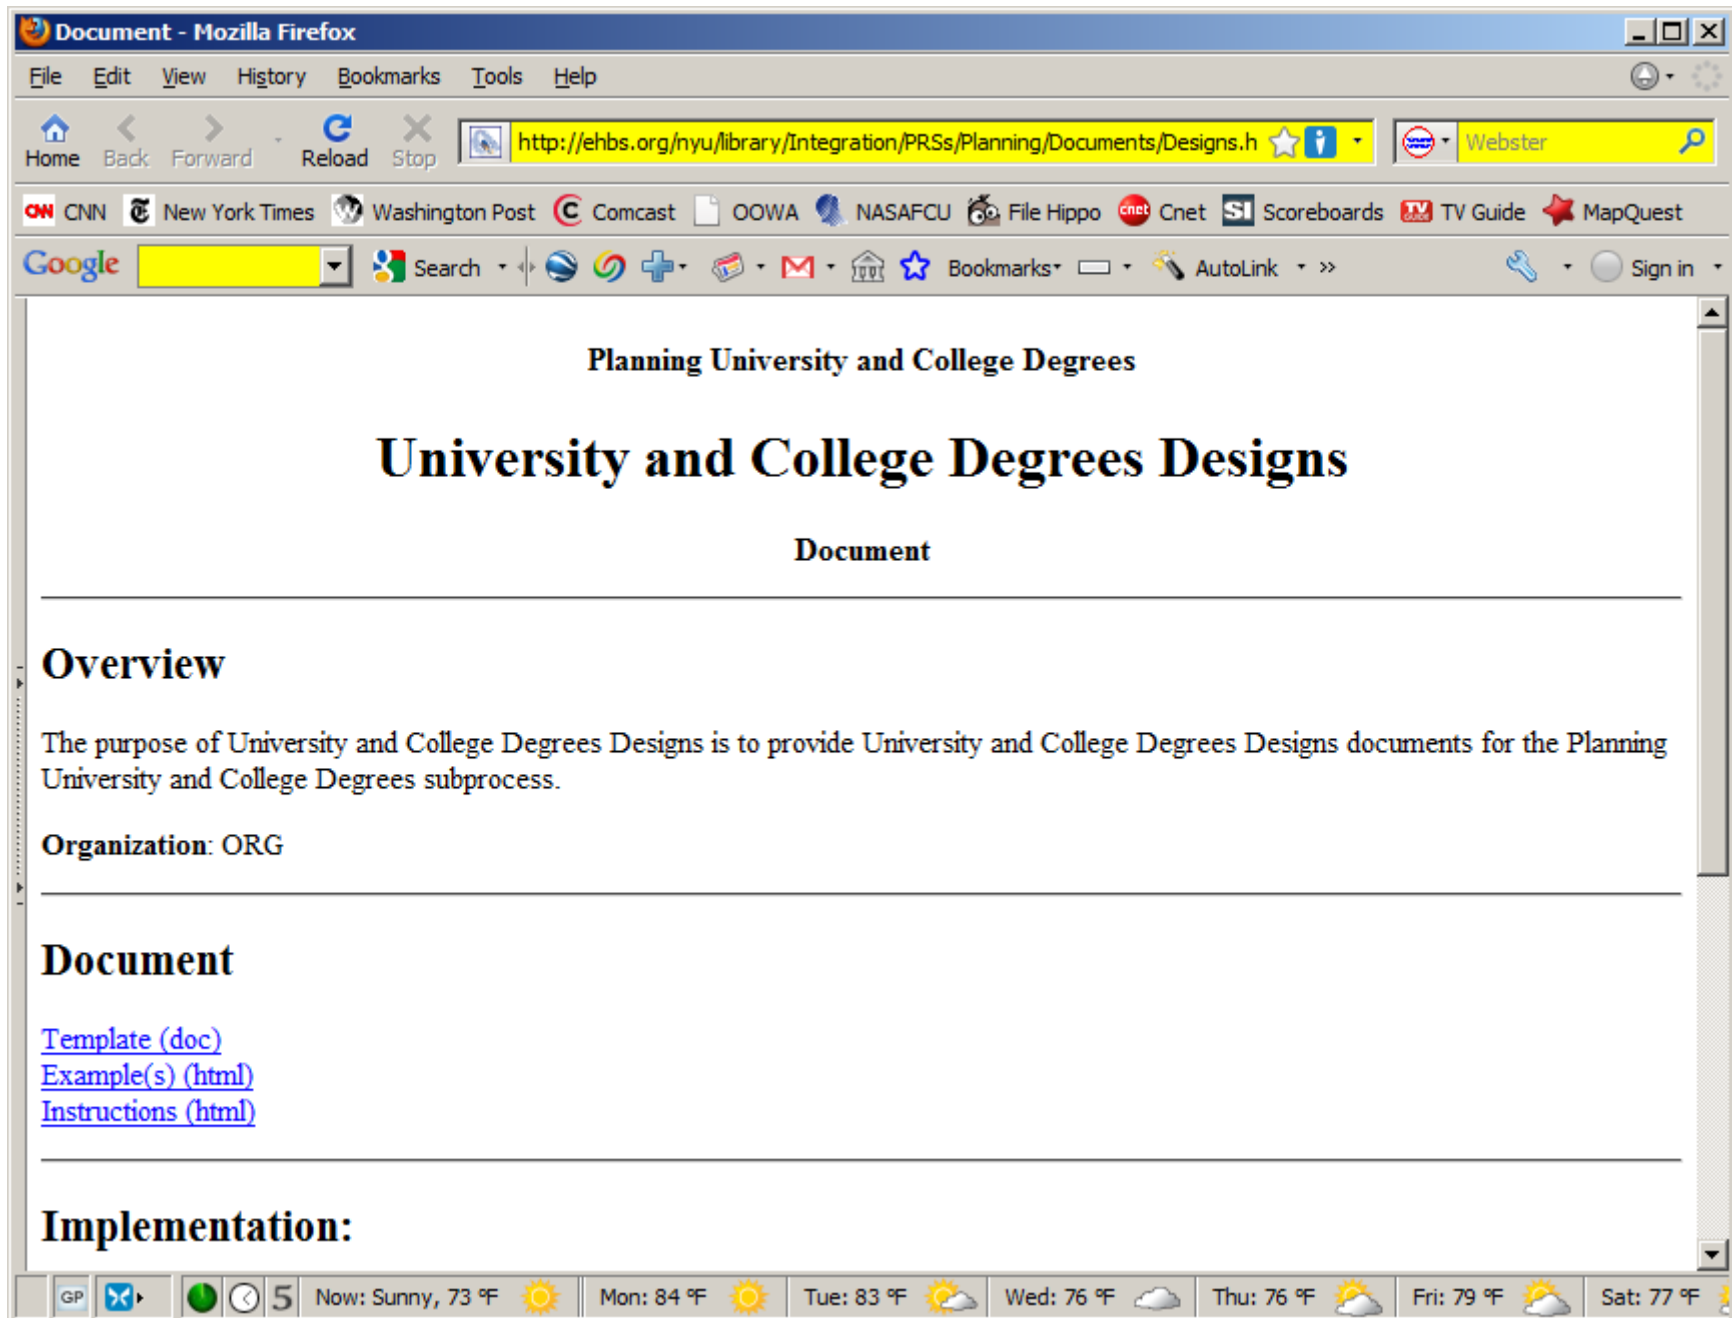 Document - Mozilla Firefox
File Edit View History Bookmarks Tools Help
Home Back Forward Reload Stop http://ehbs.org/nyu/library/Integration/PRSs/Planning/Documents/Designs.h Webster
CNN CNN New York Times Washington Post Comcast OOWA NASAFCU File Hippo cnet Cnet SI Scoreboards TV GUIDE TV Guide MapQuest
Google Search Bookmarks AutoLink >> Sign in
Planning University and College Degrees
University and College Degrees Designs
Document
Overview
The purpose of University and College Degrees Designs is to provide University and College Degrees Designs documents for the Planning
University and College Degrees subprocess.
Organization: ORG
Document
Template (doc)
Example(s) (html)
Instructions (html)
Implementation:
GP 5 Now: Sunny, 73 °F Mon: 84 °F Tue: 83 °F Wed: 76 °F Thu: 76 °F Fri: 79 °F Sat: 77 °F